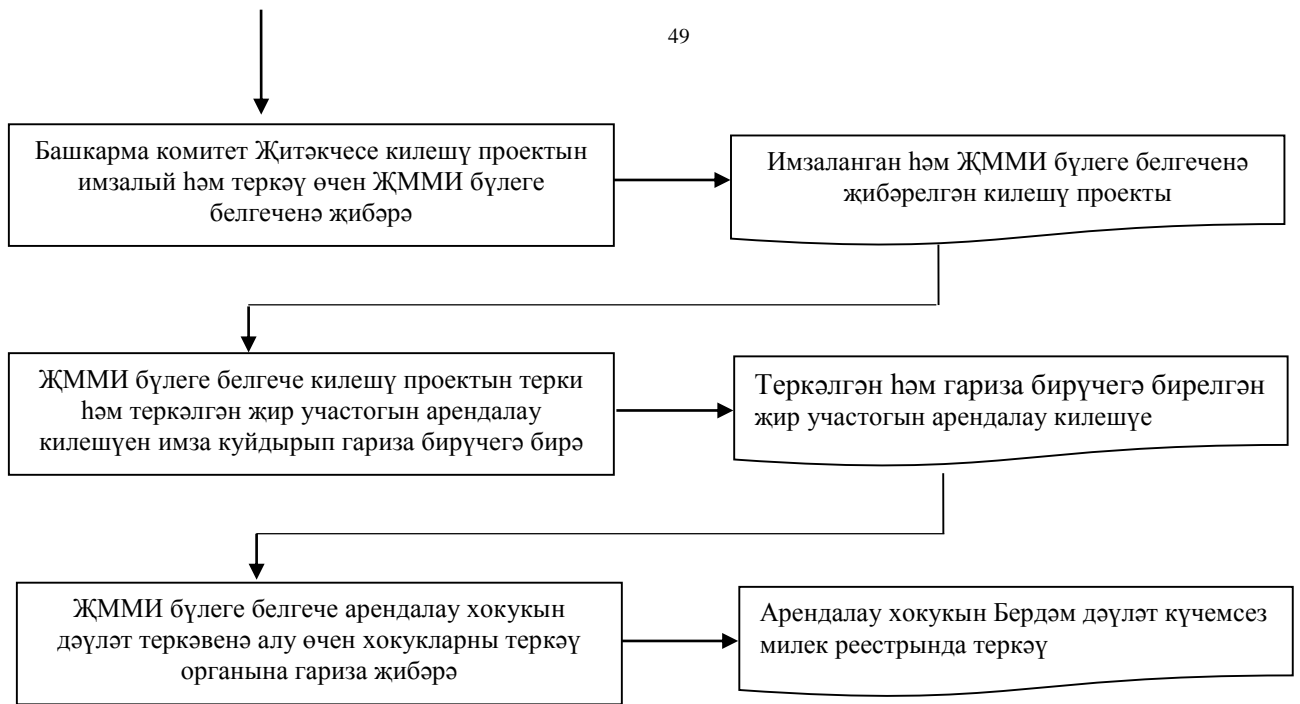 49
Башкарма комитет Җитәкчесе килешү проектын
имзалый һәм теркәү өчен ҖММИ бүлеге
белгеченә җибәрә
Имзаланган һәм ҖММИ бүлеге белгеченә
җибәрелгән килешү проекты
ҖММИ бүлеге белгече килешү проектын терки
һәм теркәлгән җир участогын арендалау
килешүен имза куйдырып гариза бирүчегә бирә
Теркәлгән һәм гариза бирүчегә бирелгән
җир участогын арендалау килешүе
ҖММИ бүлеге белгече арендалау хокукын
дәүләт теркәвенә алу өчен хокукларны теркәү
органына гариза җибәрә
Арендалау хокукын Бердәм дәүләт күчемсез
милек реестрында теркәү